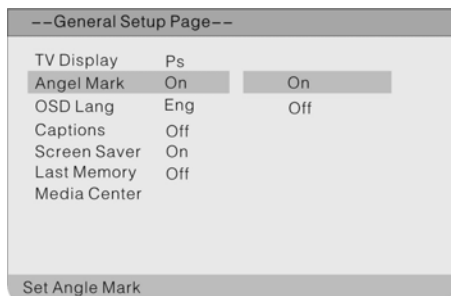 --General Setup Page--
TV Display Ps
Angel Mark On On
OSD Lang Eng Off
Captions Off
Screen Saver On
Last Memory Off
Media Center
Set Angle Mark